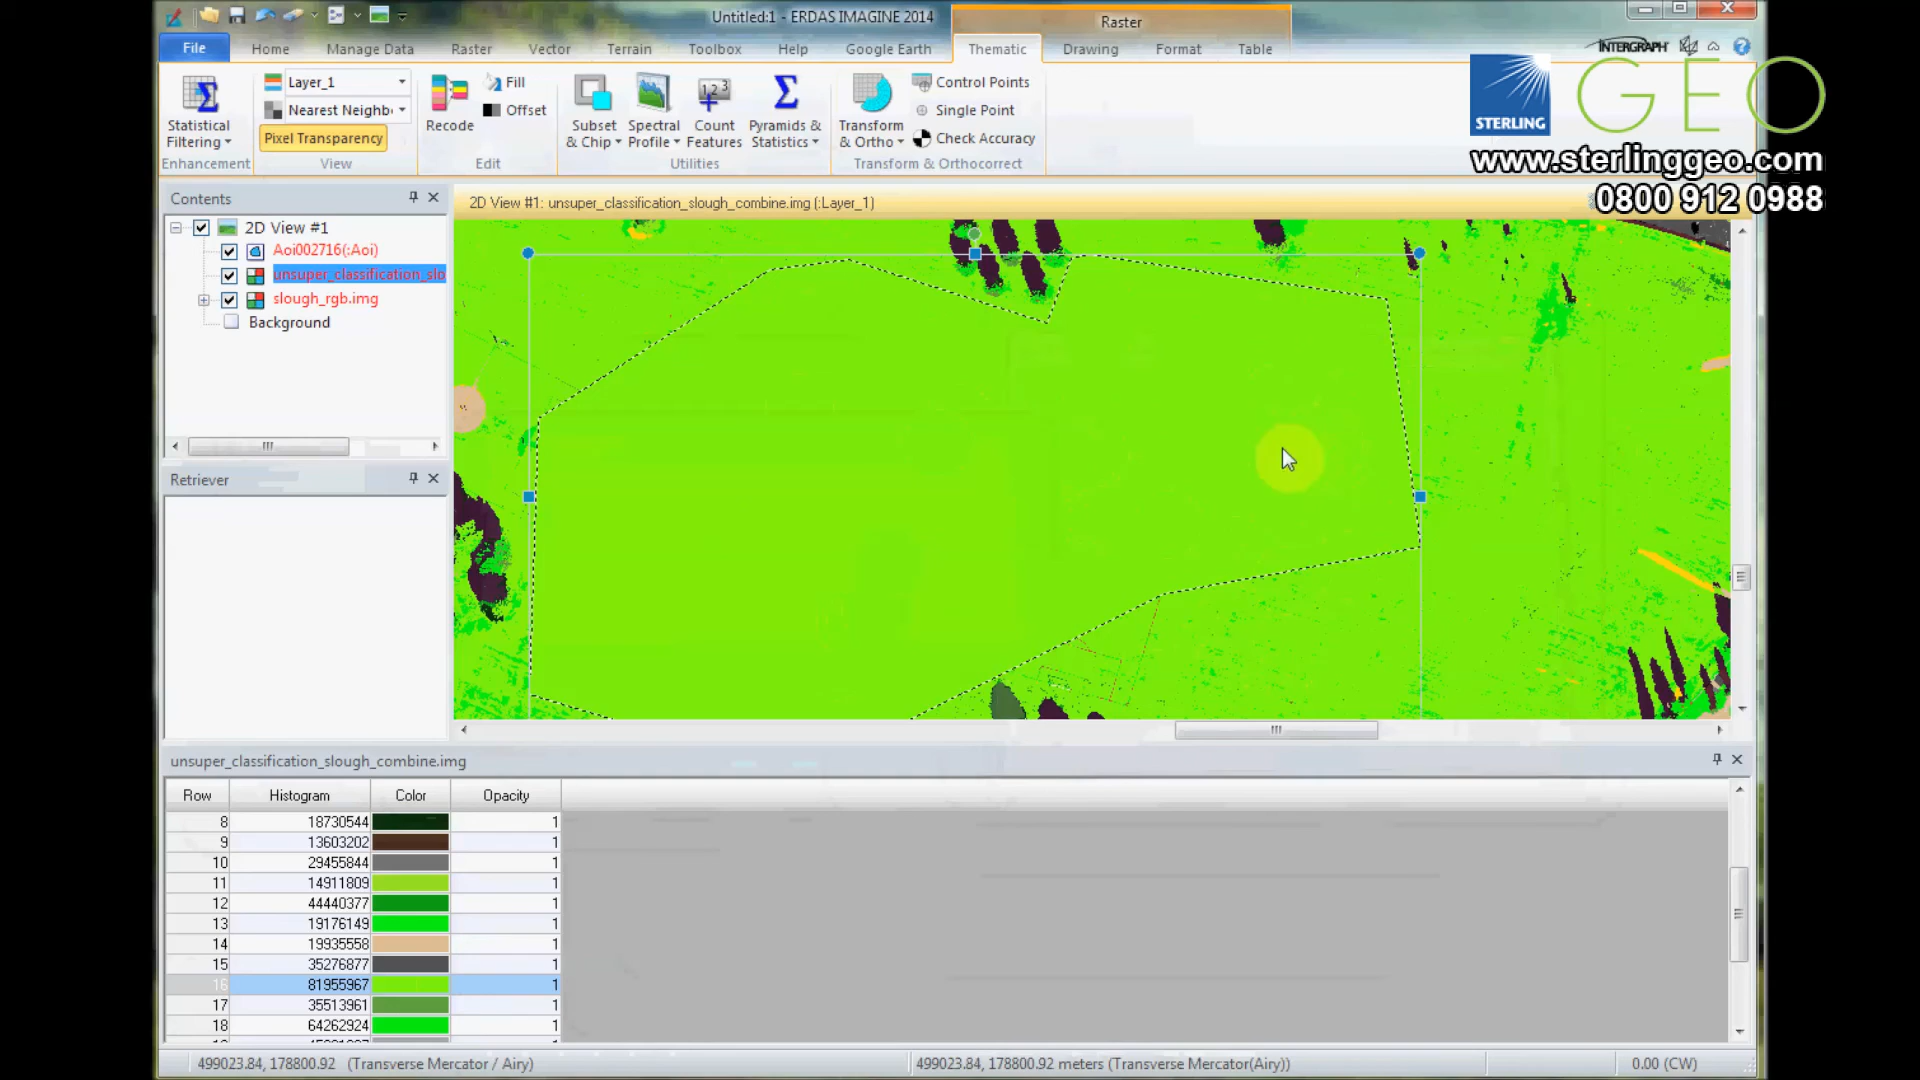 Untitled:1 - ERDAS IMAGINE 2014
Raster
File
Home
Manage Data
Raster
Vector
Terrain
Toolbox
Help
Google Earth
Thematic
Drawing
Format
Table
INTERGRAPH
Statistical
Filtering
Enhancement
Layer_1
Nearest Neighb
Pixel Transparency
View
Recode
Fill
Offset
Edit
Subset
& Chip
Spectral
Profile
Count
Features
Pyramids &
Statistics
Utilities
Transform
& Ortho
Control Points
Single Point
Check Accuracy
Transform & Orthocorrect
STERLING
GEO
www.sterlinggeo.com
0800 912 0988
Contents
2D View #1
Aoi002716(:Aoi)
unsuper_classification_slo
slough_rgb.img
Background
Retriever
2D View #1: unsuper_classification_slough_combine.img (:Layer_1)
unsuper_classification_slough_combine.img
Row Histogram Color Opacity
8 18730544 1
9 13603202 1
10 29455844 1
11 14911809 1
12 44440377 1
13 19176149 1
14 19935558 1
15 35276877 1
16 81955967 1
17 35513961 1
18 64262924 1
499023.84, 178800.92 (Transverse Mercator / Airy)
499023.84, 178800.92 meters (Transverse Mercator(Airy))
0.00 (CW)